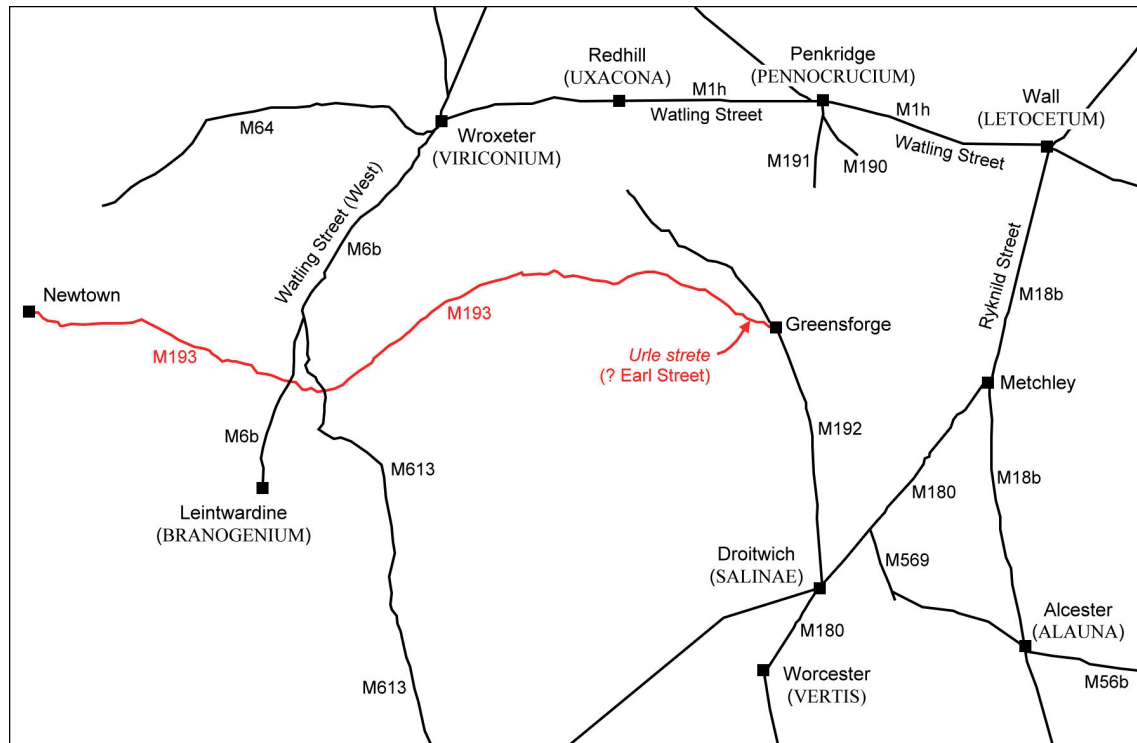 Redhill
(UXACONA)
Penkridge
(PENNOCRUCIUM)
M1h
Watling Street
M1h
Watling Street
Wall
(LETOCETUM)
M64
Wroxeter
(VIRICONIUM)
M191
M190
Watling Street (West)
M6b
Ryknild Street
M18b
Newtown
M193
M193
Urle strete
(? Earl Street)
Greensforge
Metchley
M6b
M192
M613
M180
M18b
Leintwardine
(BRANOGENIUM)
Droitwich
(SALINAE)
M569
Alcester
(ALAUNA)
M180
Worcester
(VERTIS)
M613
M56b